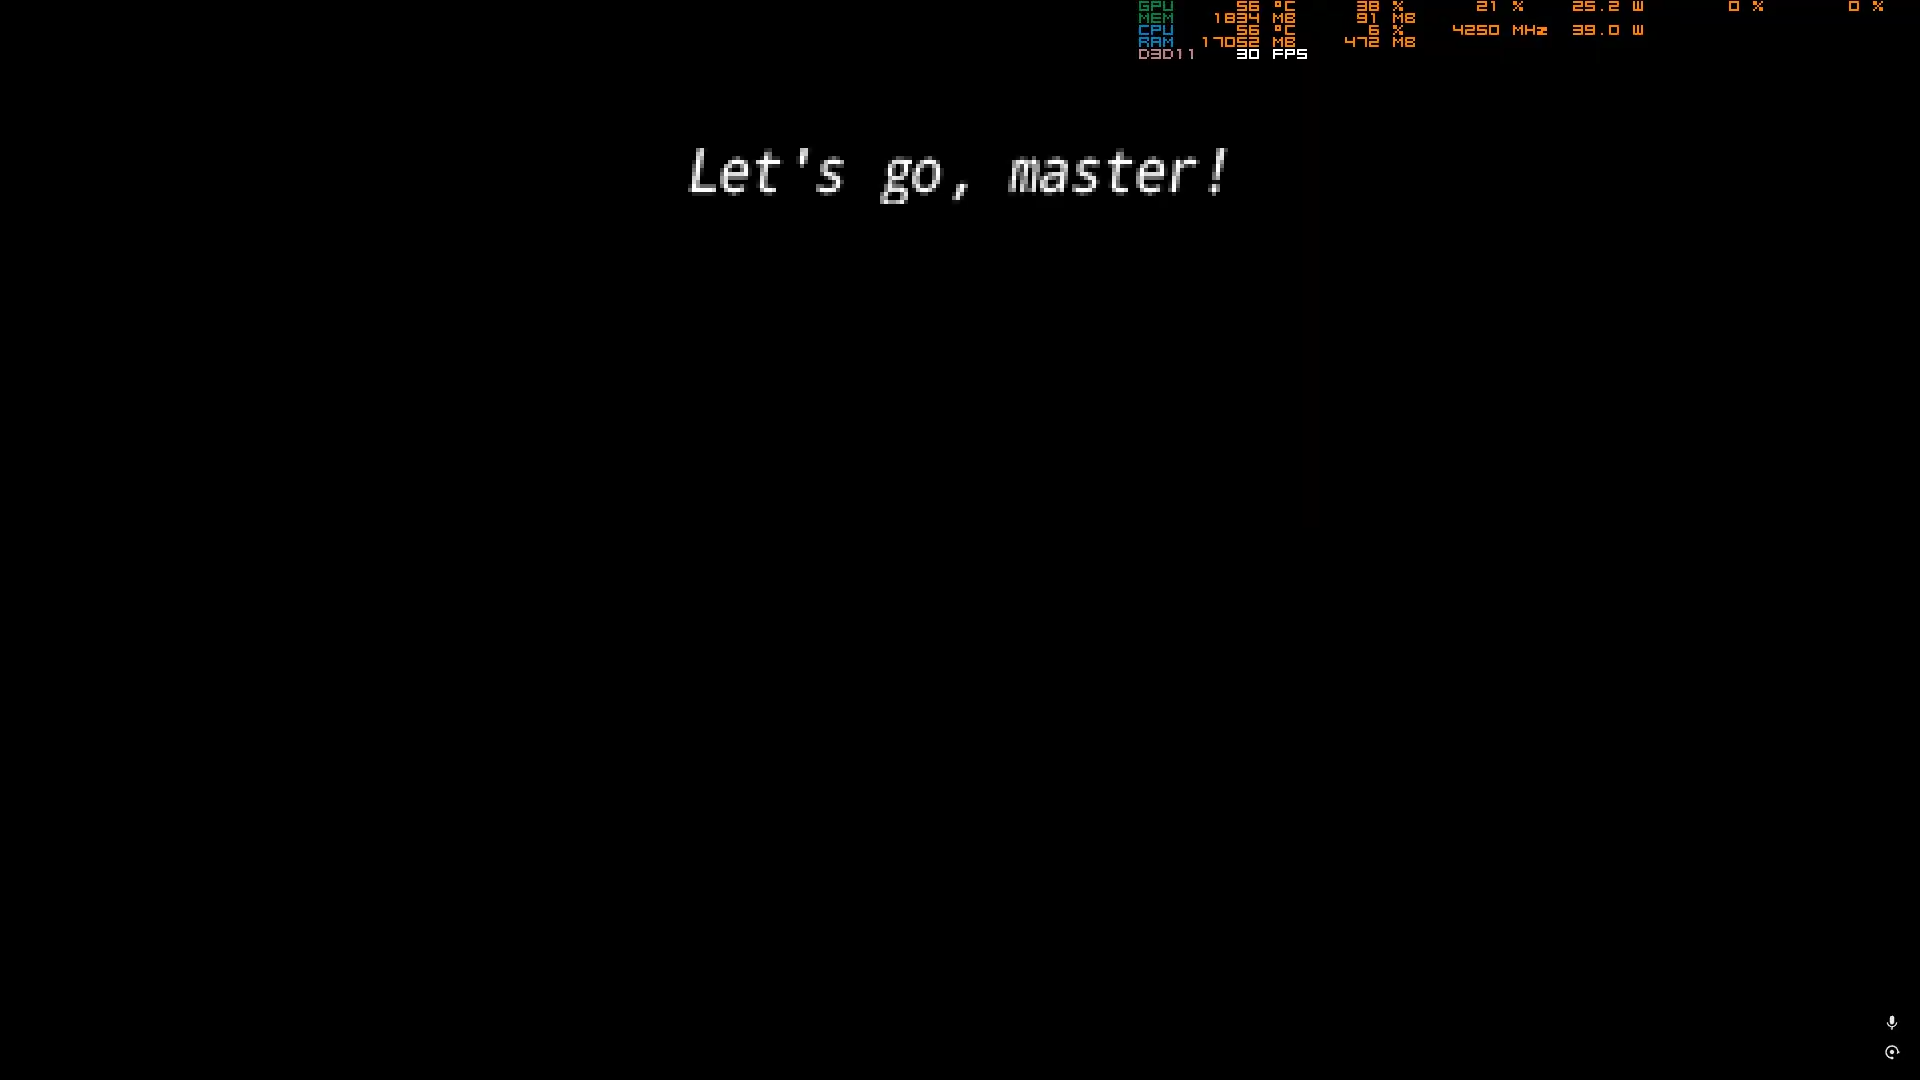 GPU 56 °C 38 % 21 % 25.2 W 0 % 0 %
MEM 1834 MB 91 MB
CPU 56 °C 6 % 4250 MHz 39.0 W
RAM 17052 MB 472 MB
D3D11 30 FPS
Let's go, master!